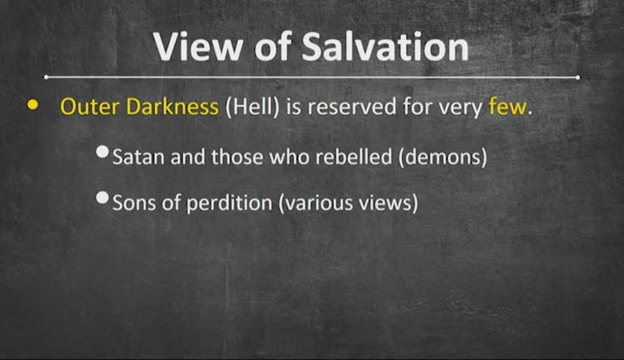 View of Salvation
Outer Darkness (Hell) is reserved for very few.
Satan and those who rebelled (demons)
Sons of perdition (various views)